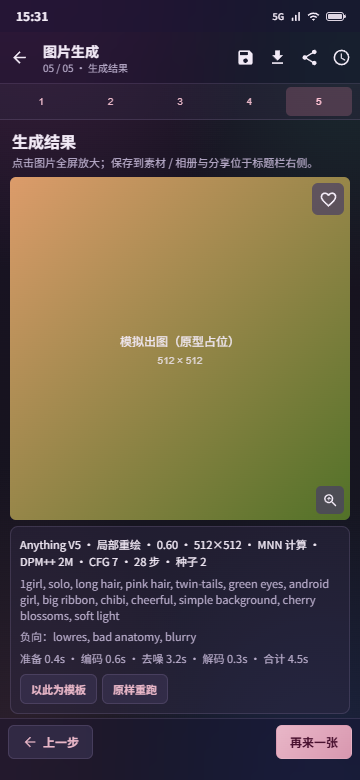 15:31
5G
图片生成
05 / 05 • 生成结果
1
2
3
4
5
生成结果
点击图片全屏放大；保存到素材 / 相册与分享位于标题栏右侧。
模拟出图（原型占位）
512 × 512
Anything V5 • 局部重绘 • 0.60 • 512×512 • MNN 计算 •
DPM++ 2M • CFG 7 • 28 步 • 种子 2
1girl, solo, long hair, pink hair, twin-tails, green eyes, android
girl, big ribbon, chibi, cheerful, simple background, cherry
blossoms, soft light
负向：lowres, bad anatomy, blurry
准备 0.4s • 编码 0.6s • 去噪 3.2s • 解码 0.3s • 合计 4.5s
以此为模板
原样重跑
上一步
再来一张